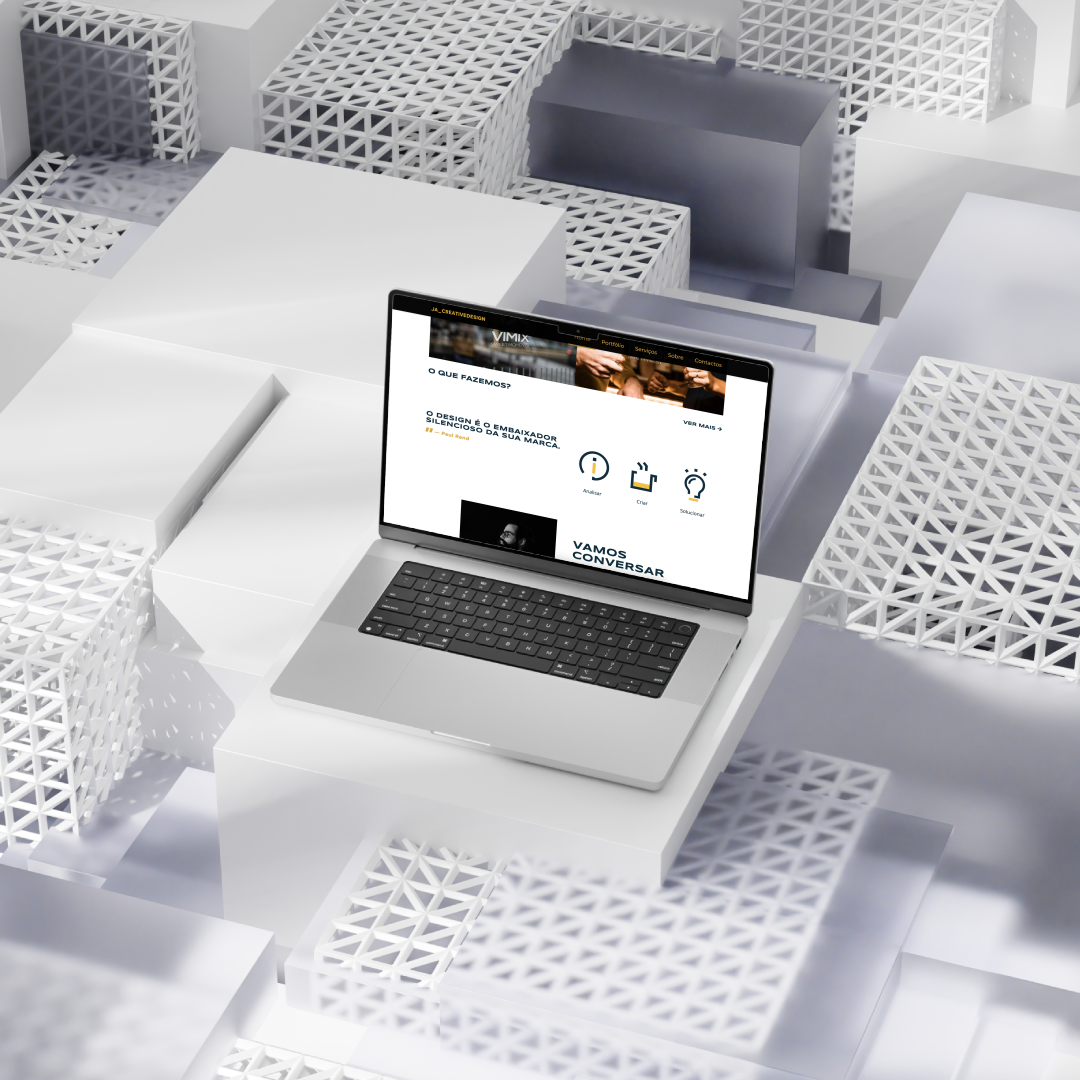 JA_CREATIVEDESIGN
VIMIX
Home Portfólio Serviços Sobre Contactos
O QUE FAZEMOS?
VER MAIS →
O DESIGN É O EMBAIXADOR
SILENCIOSO DA SUA MARCA.
— Paul Rand
Analisar
Criar
Solucionar
VAMOS
CONVERSAR